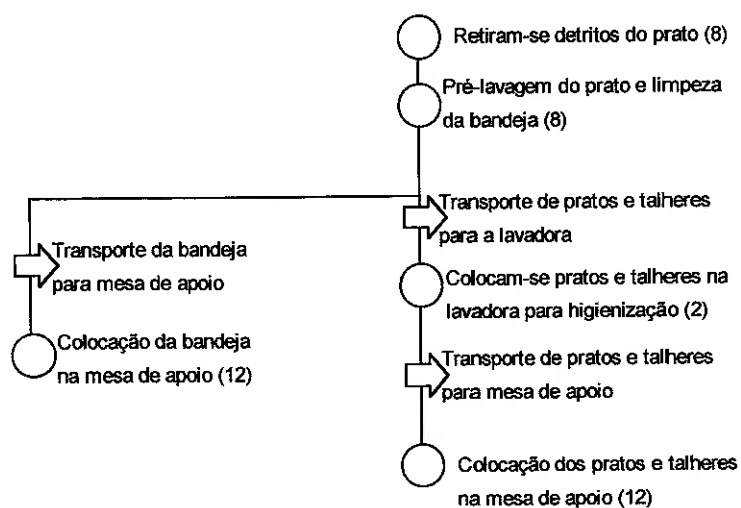 Retiram-se detritos do prato (8)
Pré-lavagem do prato e limpeza
da bandeja (8)
Transporte de pratos e talheres
para a lavadora
Transporte da bandeja
para mesa de apoio
Colocam-se pratos e talheres na
lavadora para higienização (2)
Colocação da bandeja
na mesa de apoio (12)
Transporte de pratos e talheres
para mesa de apoio
Colocação dos pratos e talheres
na mesa de apoio (12)